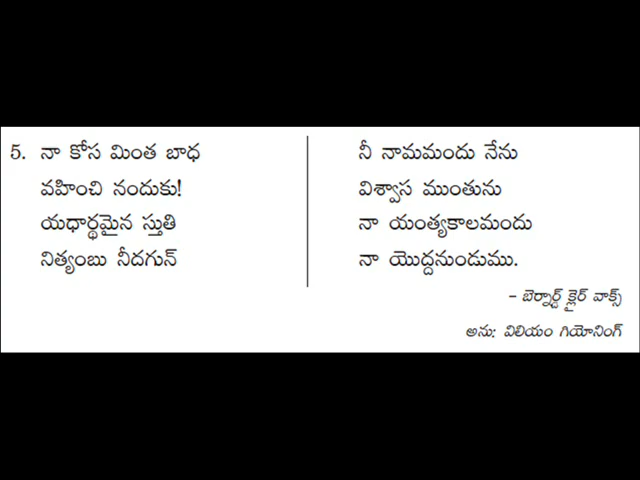 5. నా కోస మింత బాధ
వహించి నందుకు!
యధార్థమైన స్తుతి
నిత్యంబు నీదగున్
నీ నామమందు నేను
విశ్వాస ముంతును
నా యంత్యకాలమందు
నా యొద్దనుండుము.
– బెర్నార్డ్ క్లైర్ వాక్స్
అను: విలియం గియోనింగ్